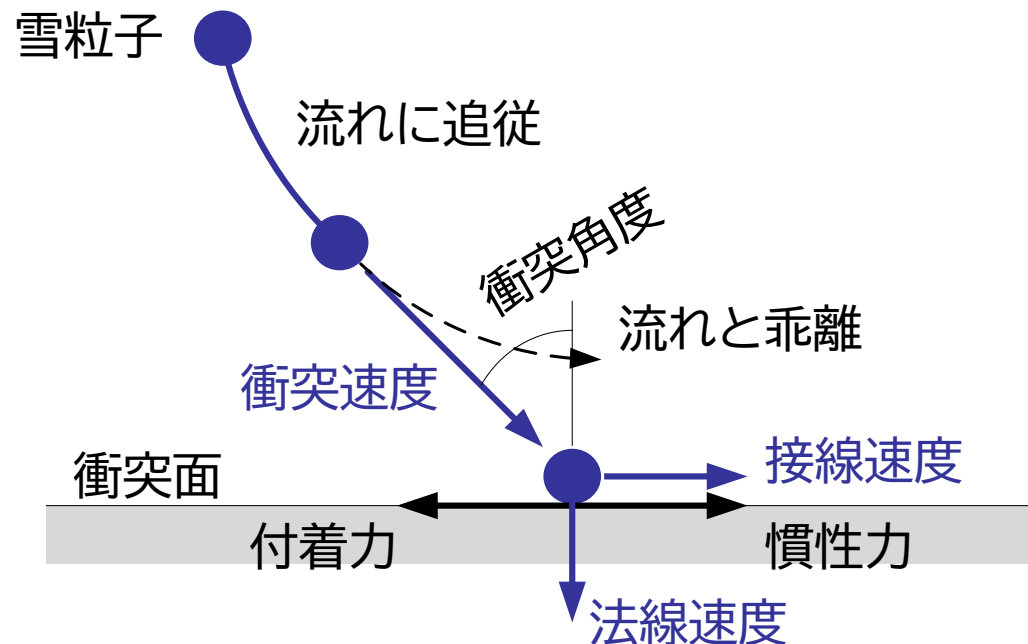 雪粒子
流れに追従
衝突角度
流れと乖離
衝突速度
接線速度
衝突面
付着力
慣性力
法線速度